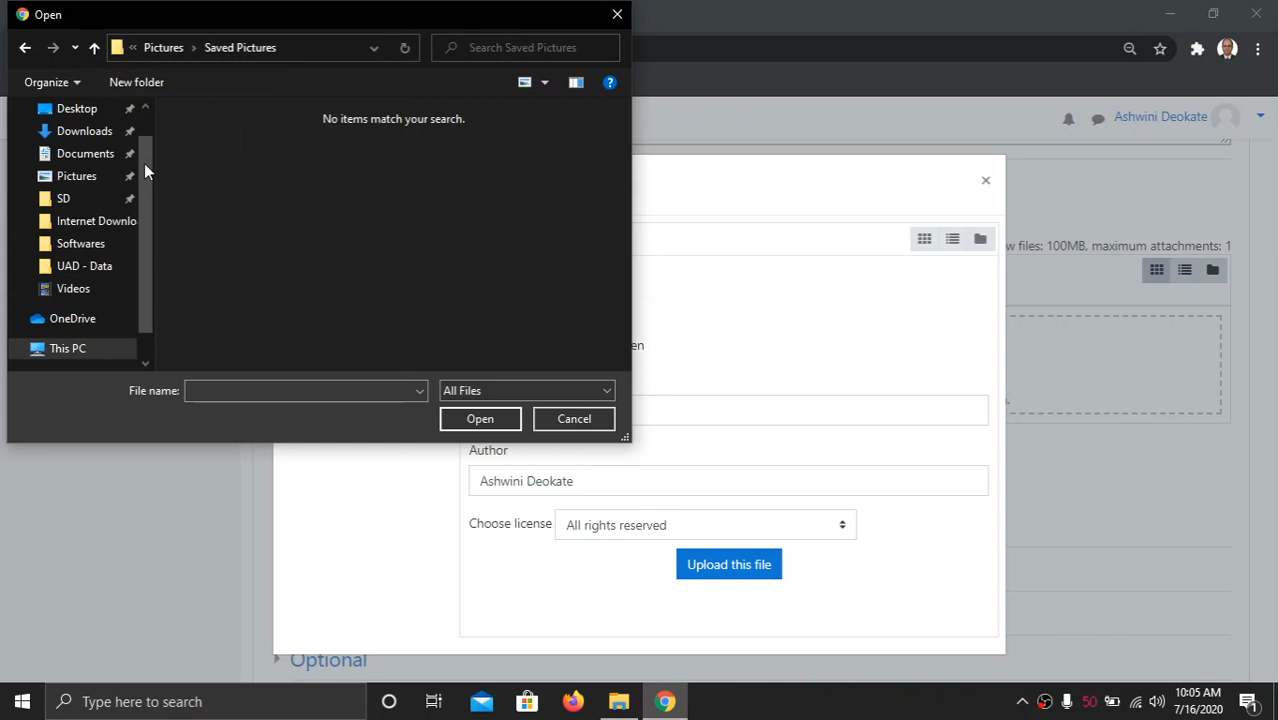 Open
Pictures
Saved Pictures
Search Saved Pictures
Organize
New folder
Desktop
Downloads
Documents
Pictures
SD
Internet Downlo
Softwares
UAD - Data
Videos
OneDrive
This PC
No items match your search.
File name:
All Files
Open
Cancel
Ashwini Deokate
w files: 100MB, maximum attachments: 1
en
Author
Ashwini Deokate
Choose license
All rights reserved
Upload this file
Optional
Type here to search
50
10:05 AM
7/16/2020
1